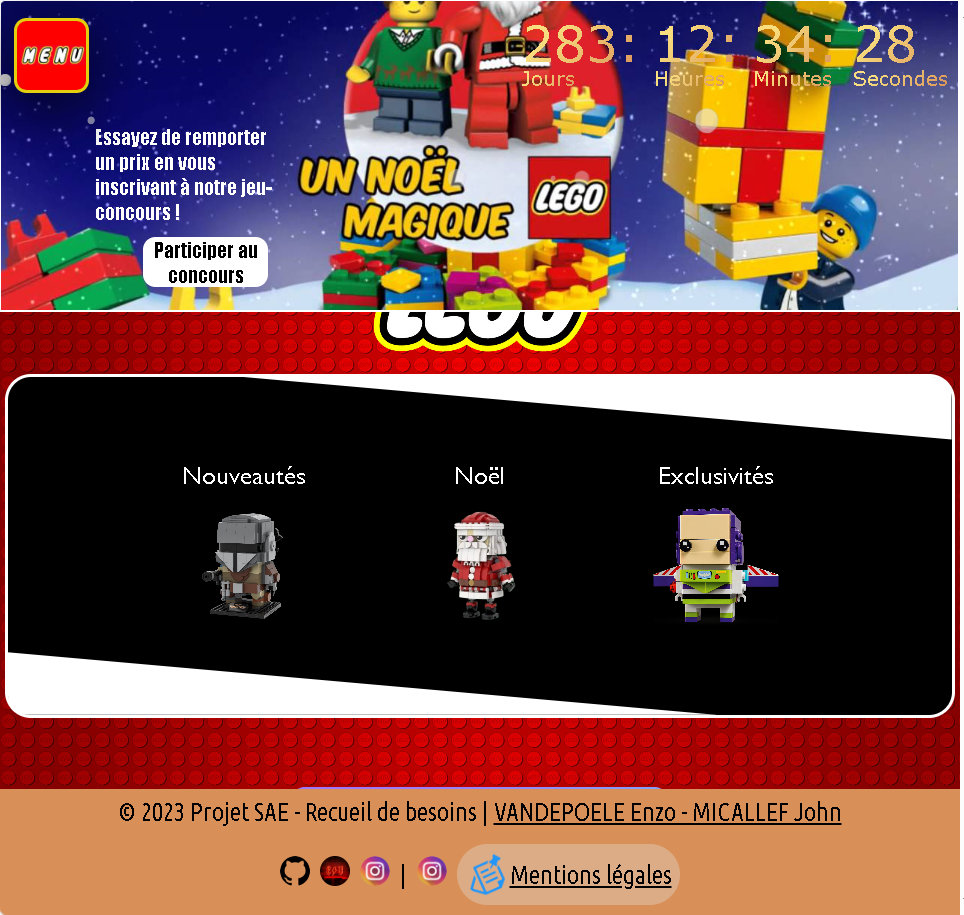 MENU
283: 12: 34: 28
Jours Heures Minutes Secondes
Essayez de remporter
un prix en vous
inscrivant à notre jeu-
concours !
Participer au
concours
UN NOËL
MAGIQUE
LEGO
LEGO
Nouveautés Noël Exclusivités
© 2023 Projet SAE - Recueil de besoins | VANDEPOELE Enzo - MICALLEF John
| Mentions légales